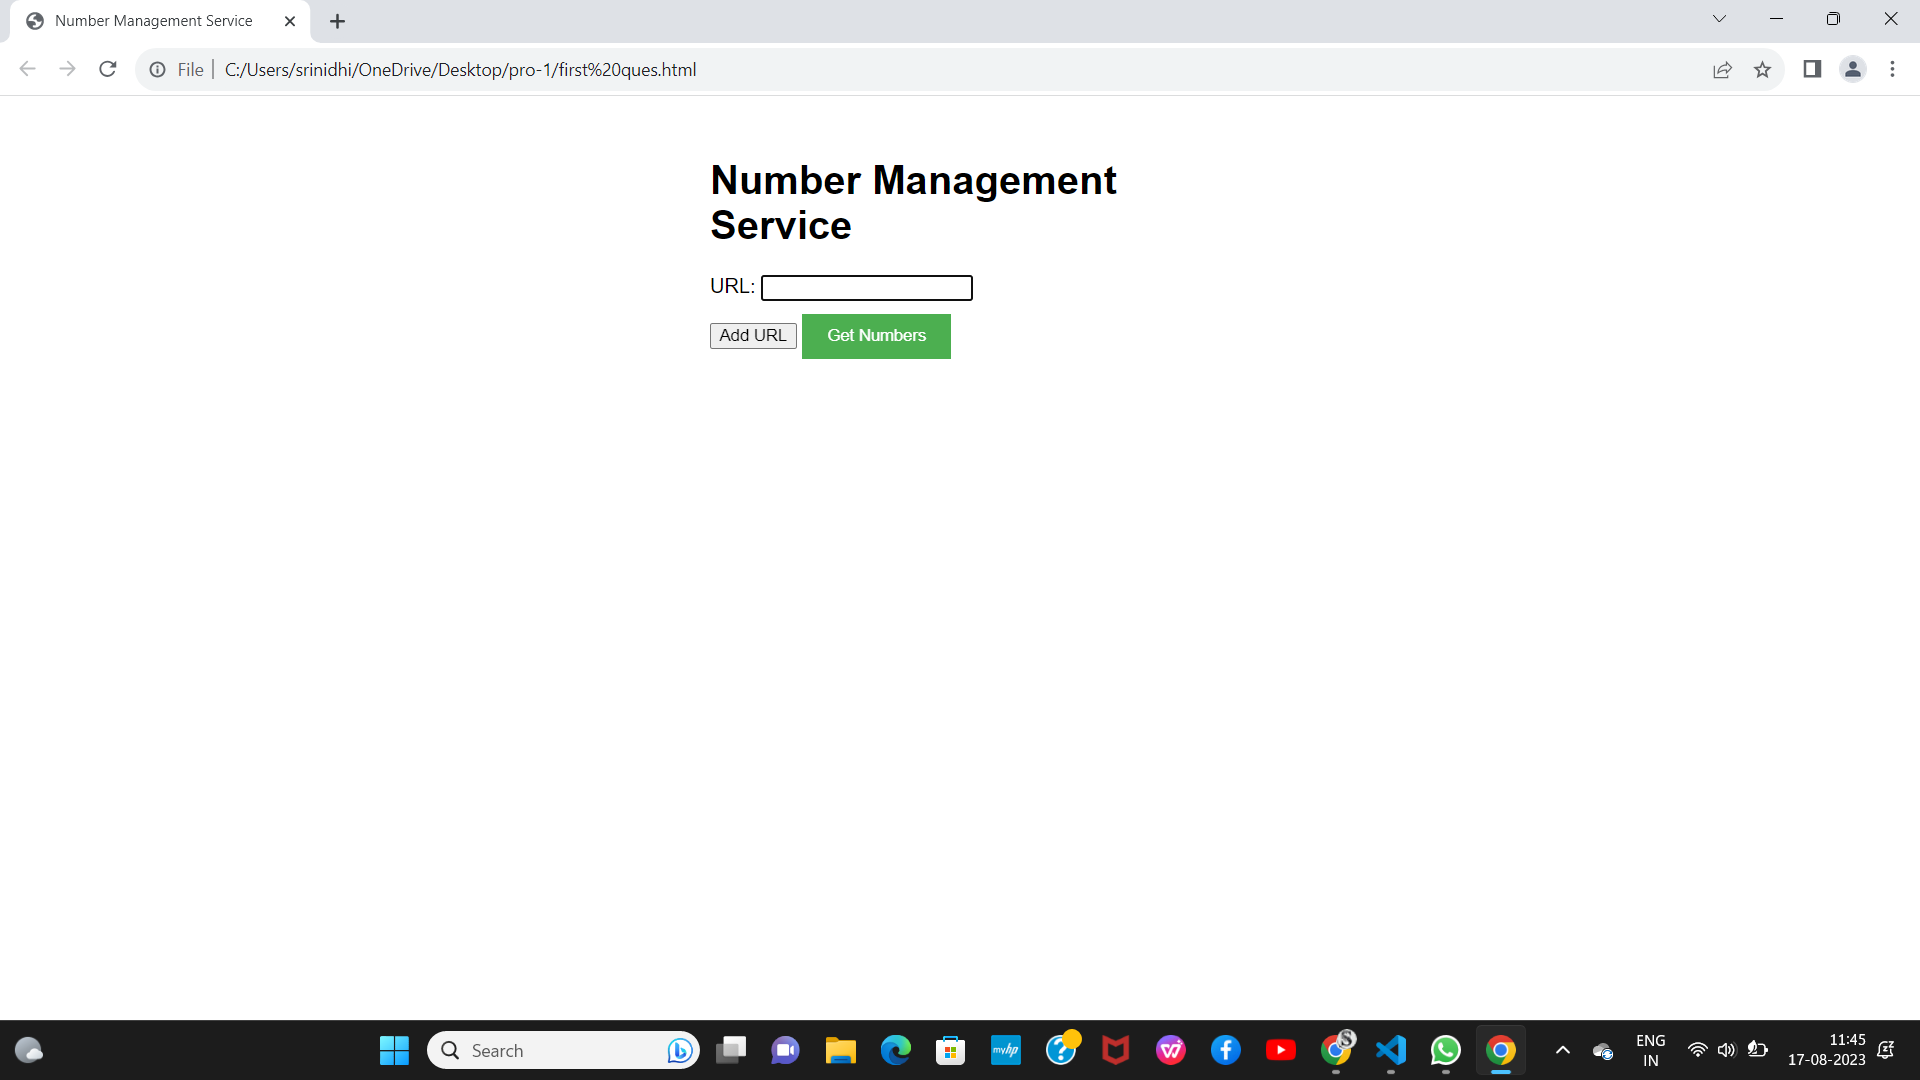 Number Management Service
File
C:/Users/srinidhi/OneDrive/Desktop/pro-1/first%20ques.html
Number Management
Service
URL:
Add URL
Get Numbers
Search
myhp
ENG
IN
11:45
17-08-2023